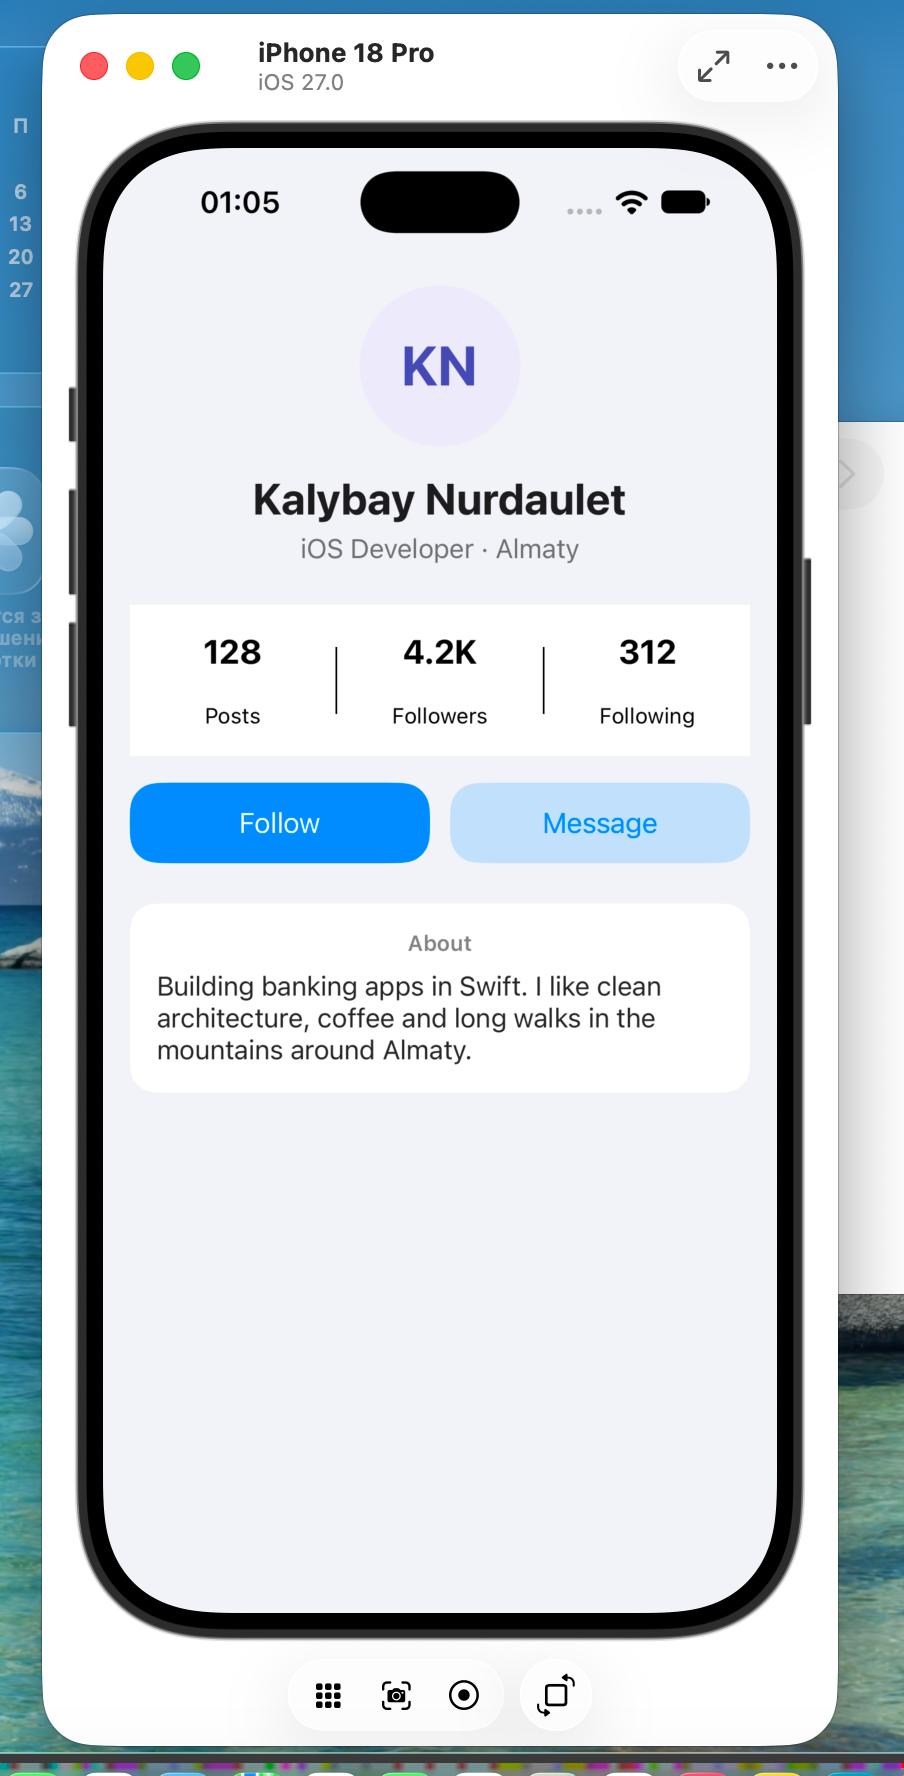 iPhone 18 Pro
iOS 27.0
П
6
13
20
27
01:05
KN
Kalybay Nurdaulet
iOS Developer · Almaty
128
4.2K
312
Posts
Followers
Following
Follow
Message
About
Building banking apps in Swift. I like clean
architecture, coffee and long walks in the
mountains around Almaty.